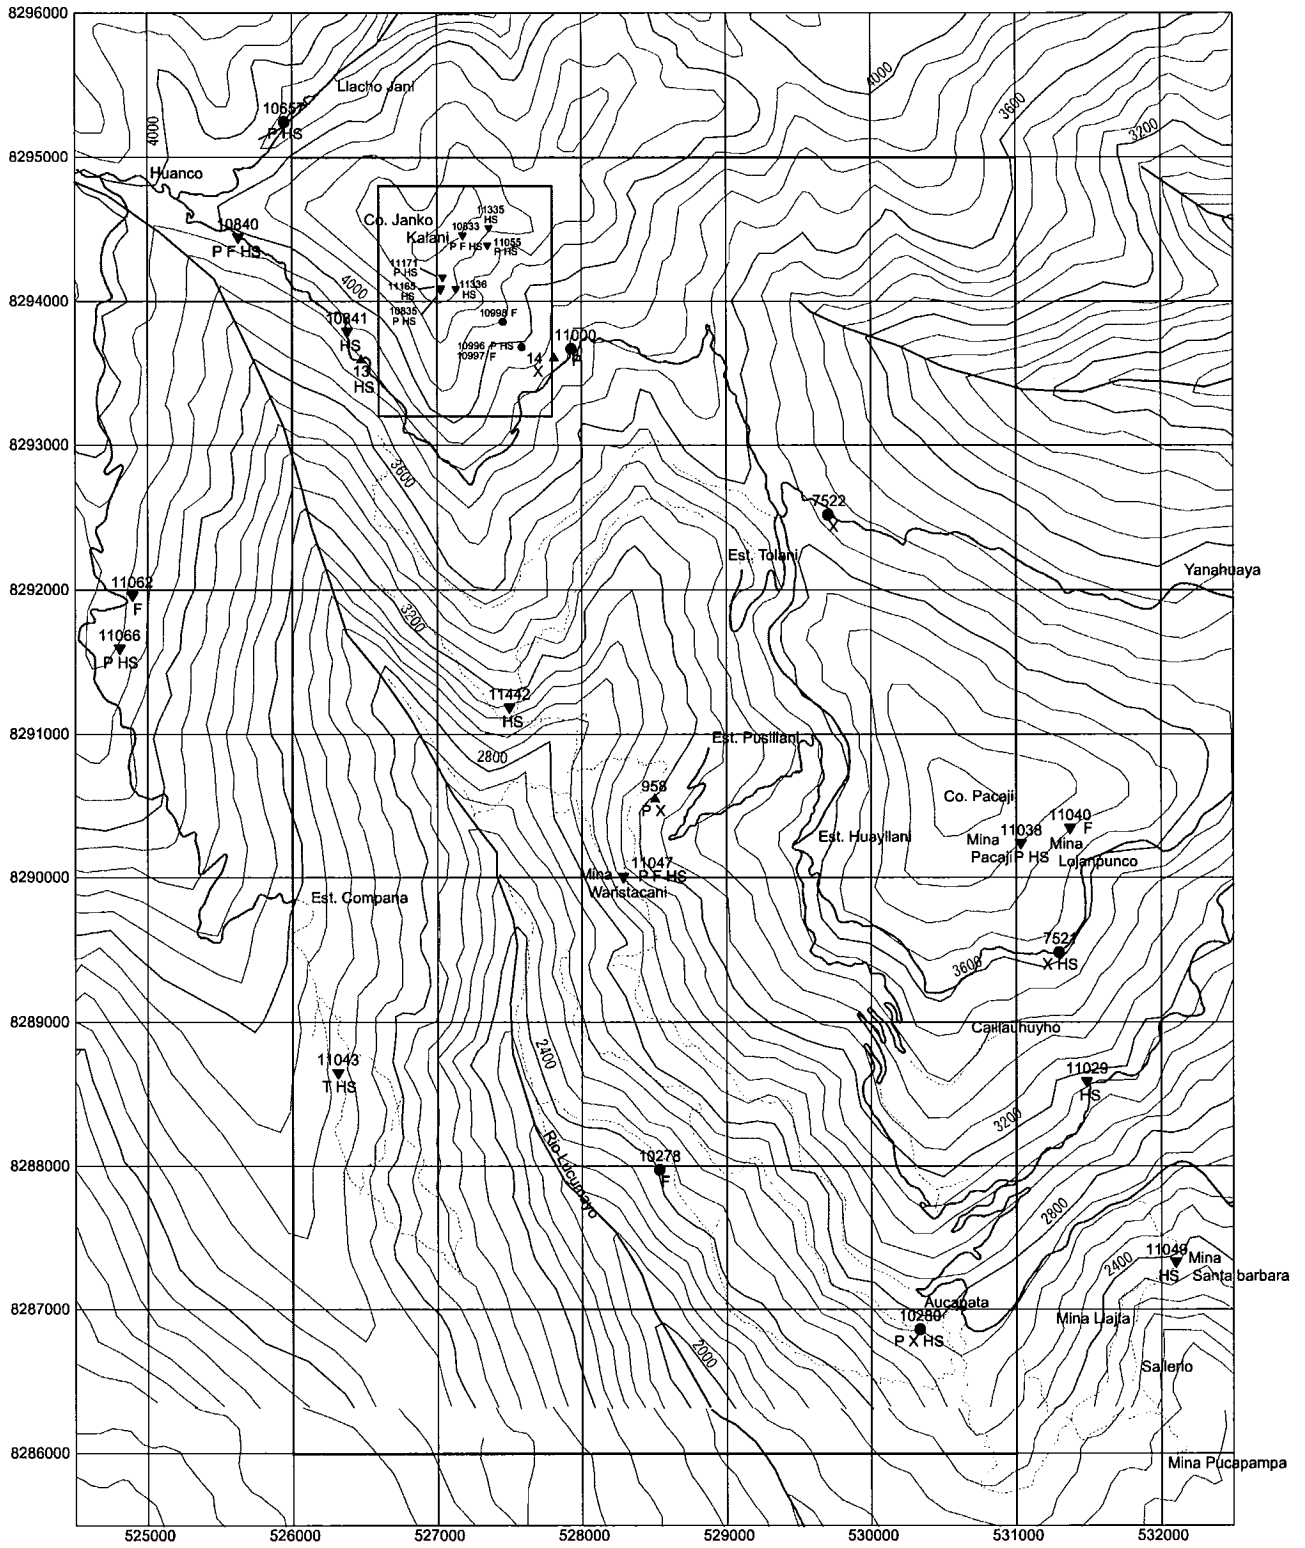 8296000
4000
Llacho Jani
3600
10657
P HS
3200
4000
8295000
Huanco
11335
HS
Co. Janko
10840
10833
Kalani
P F HS
11055
P HS
P F HS
11171
P HS
4000
11165
HS
11336
HS
8294000
10835
P HS
10998 F
10841
HS
11000
F
10996 P HS
10997 F
14
X
13
HS
8293000
3600
7522
X
Est. Tolani
Yanahuaya
11062
F
8292000
3200
11066
P HS
11442
HS
8291000
Est. Pusillani
2800
958
P X
Co. Pacaji
11040 F
11038
Est. Huayllani
Mina
Mina
Pacaji P HS
Lojanpunco
11047
8290000
Mina
P F HS
Waristacani
Est. Compana
7521
3600
X HS
8289000
Callauhuyho
2400
11043
T HS
11029
HS
3200
10278
F
8288000
Rio Lucumayo
2800
11049
Mina
2400
HS
Santa barbara
8287000
Aucapata
10280
P X HS
Mina Llajta
2000
Sallerio
8286000
Mina Pucapampa
525000 526000 527000 528000 529000 530000 531000 532000